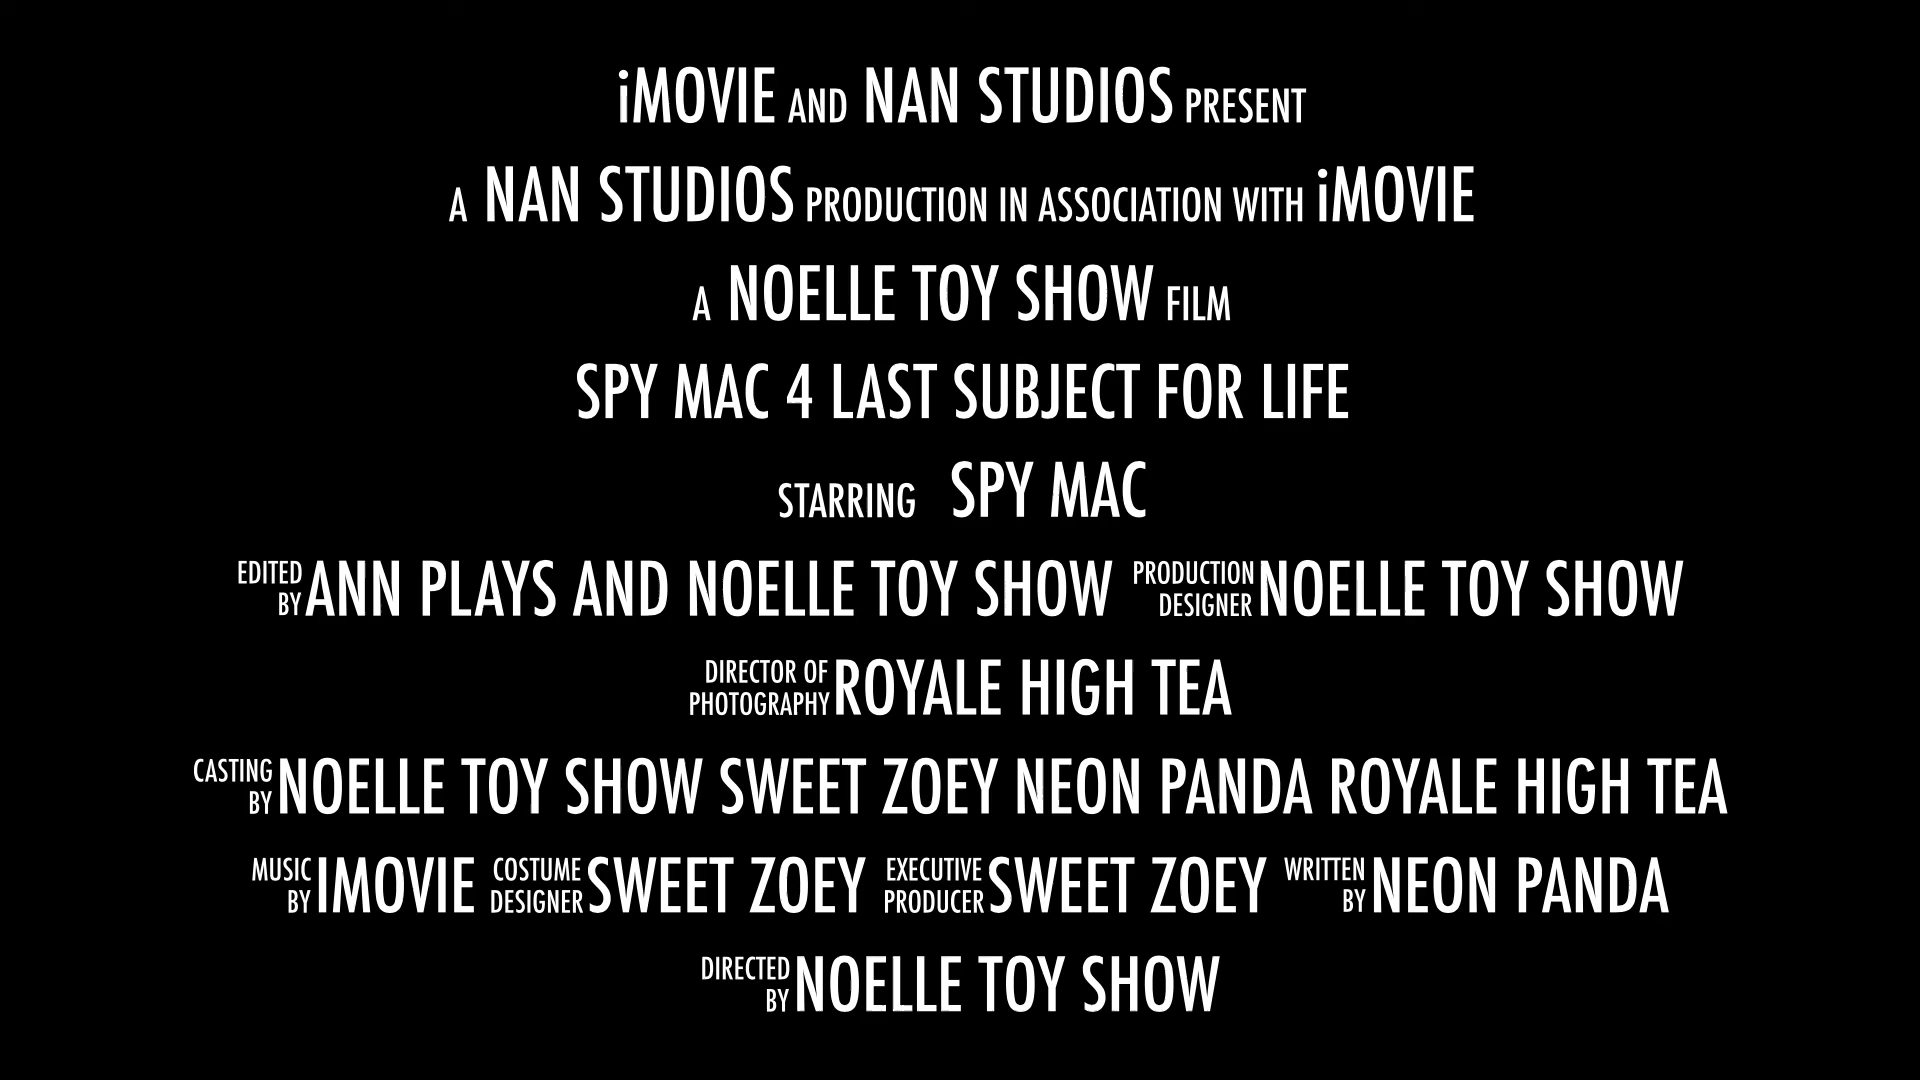 iMOVIE AND NAN STUDIOS PRESENT
A NAN STUDIOS PRODUCTION IN ASSOCIATION WITH iMOVIE
A NOELLE TOY SHOW FILM
SPY MAC 4 LAST SUBJECT FOR LIFE
STARRING SPY MAC
EDITED BY ANN PLAYS AND NOELLE TOY SHOW PRODUCTION DESIGNER NOELLE TOY SHOW
DIRECTOR OF PHOTOGRAPHY ROYALE HIGH TEA
CASTING BY NOELLE TOY SHOW SWEET ZOEY NEON PANDA ROYALE HIGH TEA
MUSIC BY IMOVIE COSTUME DESIGNER SWEET ZOEY EXECUTIVE PRODUCER SWEET ZOEY WRITTEN BY NEON PANDA
DIRECTED BY NOELLE TOY SHOW